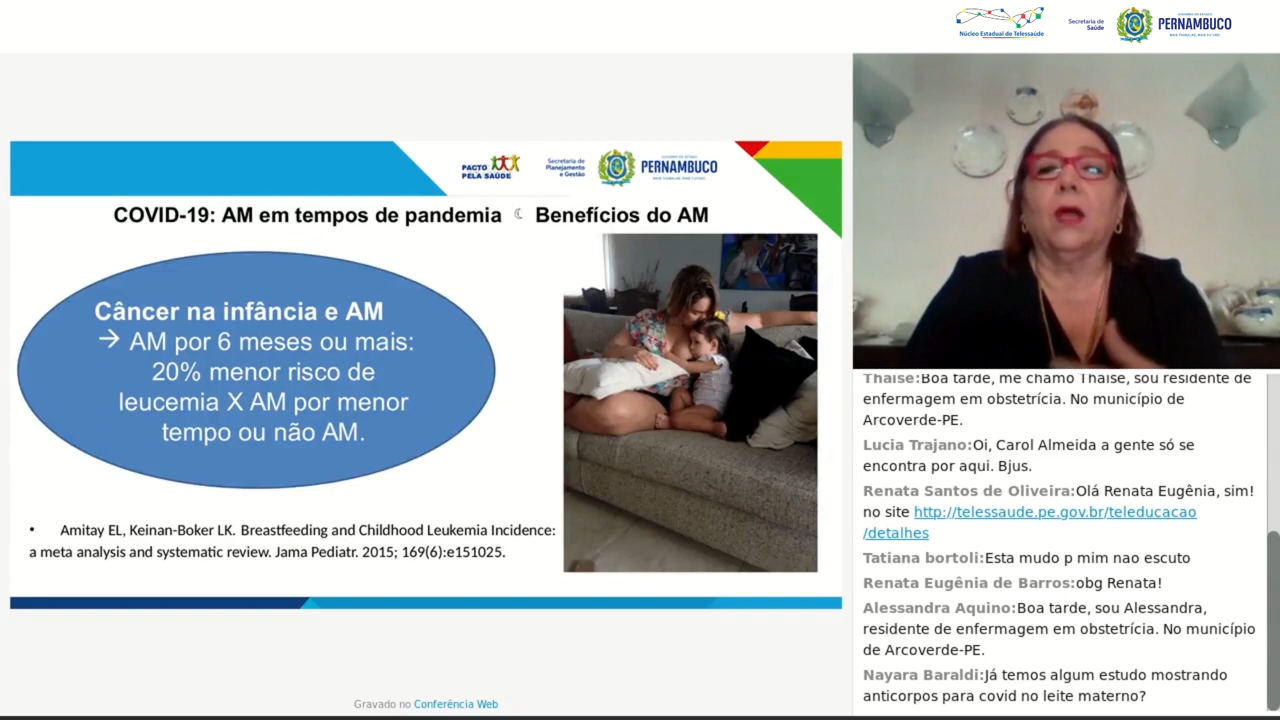 Núcleo Estadual de Telessaúde
Secretaria de
Saúde
PERNAMBUCO
PACTO
PELA SAÚDE
Secretaria de
Planejamento
e Gestão
PERNAMBUCO
COVID-19: AM em tempos de pandemia ☾ Benefícios do AM
Câncer na infância e AM
→ AM por 6 meses ou mais:
20% menor risco de
leucemia X AM por menor
tempo ou não AM.
• Amitay EL, Keinan-Boker LK. Breastfeeding and Childhood Leukemia Incidence:
a meta analysis and systematic review. Jama Pediatr. 2015; 169(6):e151025.
Gravado no Conferência Web
Thaise:Boa tarde, me chamo Thaise, sou residente de
enfermagem em obstetrícia. No município de
Arcoverde-PE.
Lucia Trajano:Oi, Carol Almeida a gente só se
encontra por aqui. Bjus.
Renata Santos de Oliveira:Olá Renata Eugênia, sim!
no site http://telessaude.pe.gov.br/teleducacao
/detalhes
Tatiana bortoli:Esta mudo p mim nao escuto
Renata Eugênia de Barros:obg Renata!
Alessandra Aquino:Boa tarde, sou Alessandra,
residente de enfermagem em obstetrícia. No município
de Arcoverde-PE.
Nayara Baraldi:Já temos algum estudo mostrando
anticorpos para covid no leite materno?